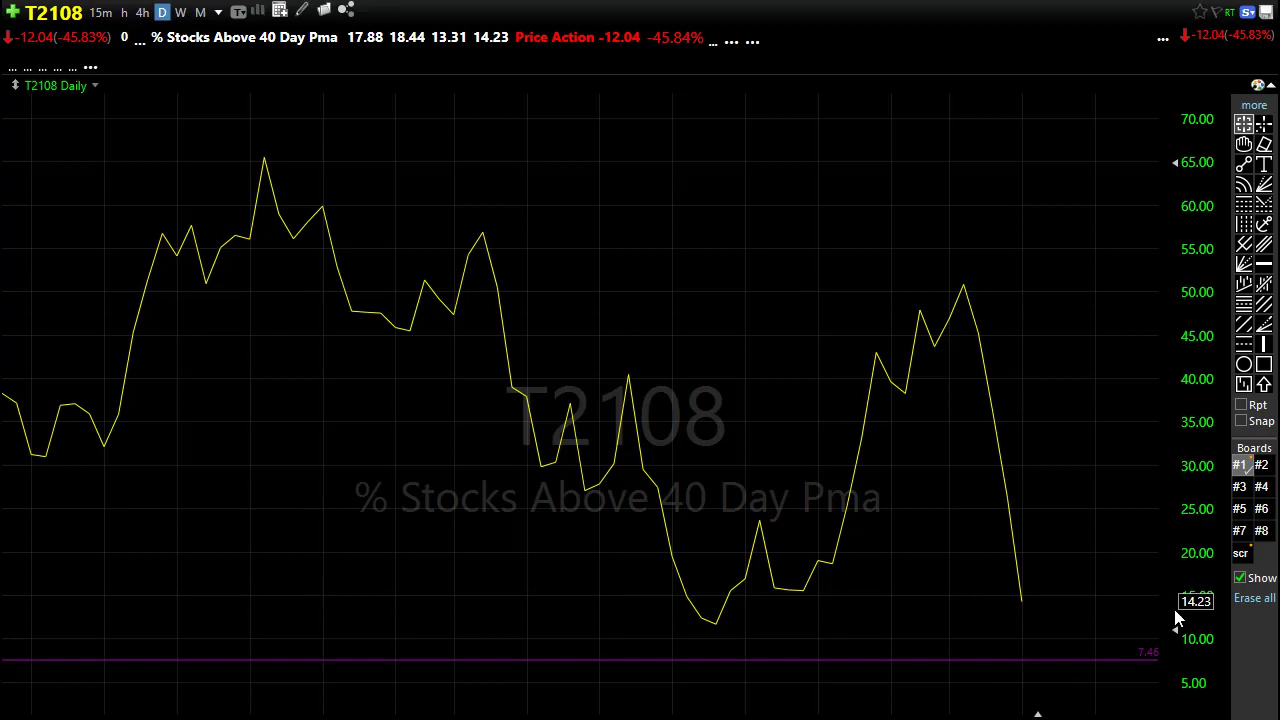 T2108 15m h 4h D W M T RT S
-12.04(-45.83%) 0 ... % Stocks Above 40 Day Pma 17.88 18.44 13.31 14.23 Price Action -12.04 -45.84% ... ... ... ... -12.04(-45.83%)
... ... ... ... ... ...
T2108 Daily
more
70.00
65.00
60.00
55.00
50.00
45.00
40.00
35.00
30.00
25.00
20.00
15.00
14.23
10.00
7.46
5.00
T2108
% Stocks Above 40 Day Pma
T
Rpt
Snap
Boards
#1 #2
#3 #4
#5 #6
#7 #8
scr
Show
Erase all